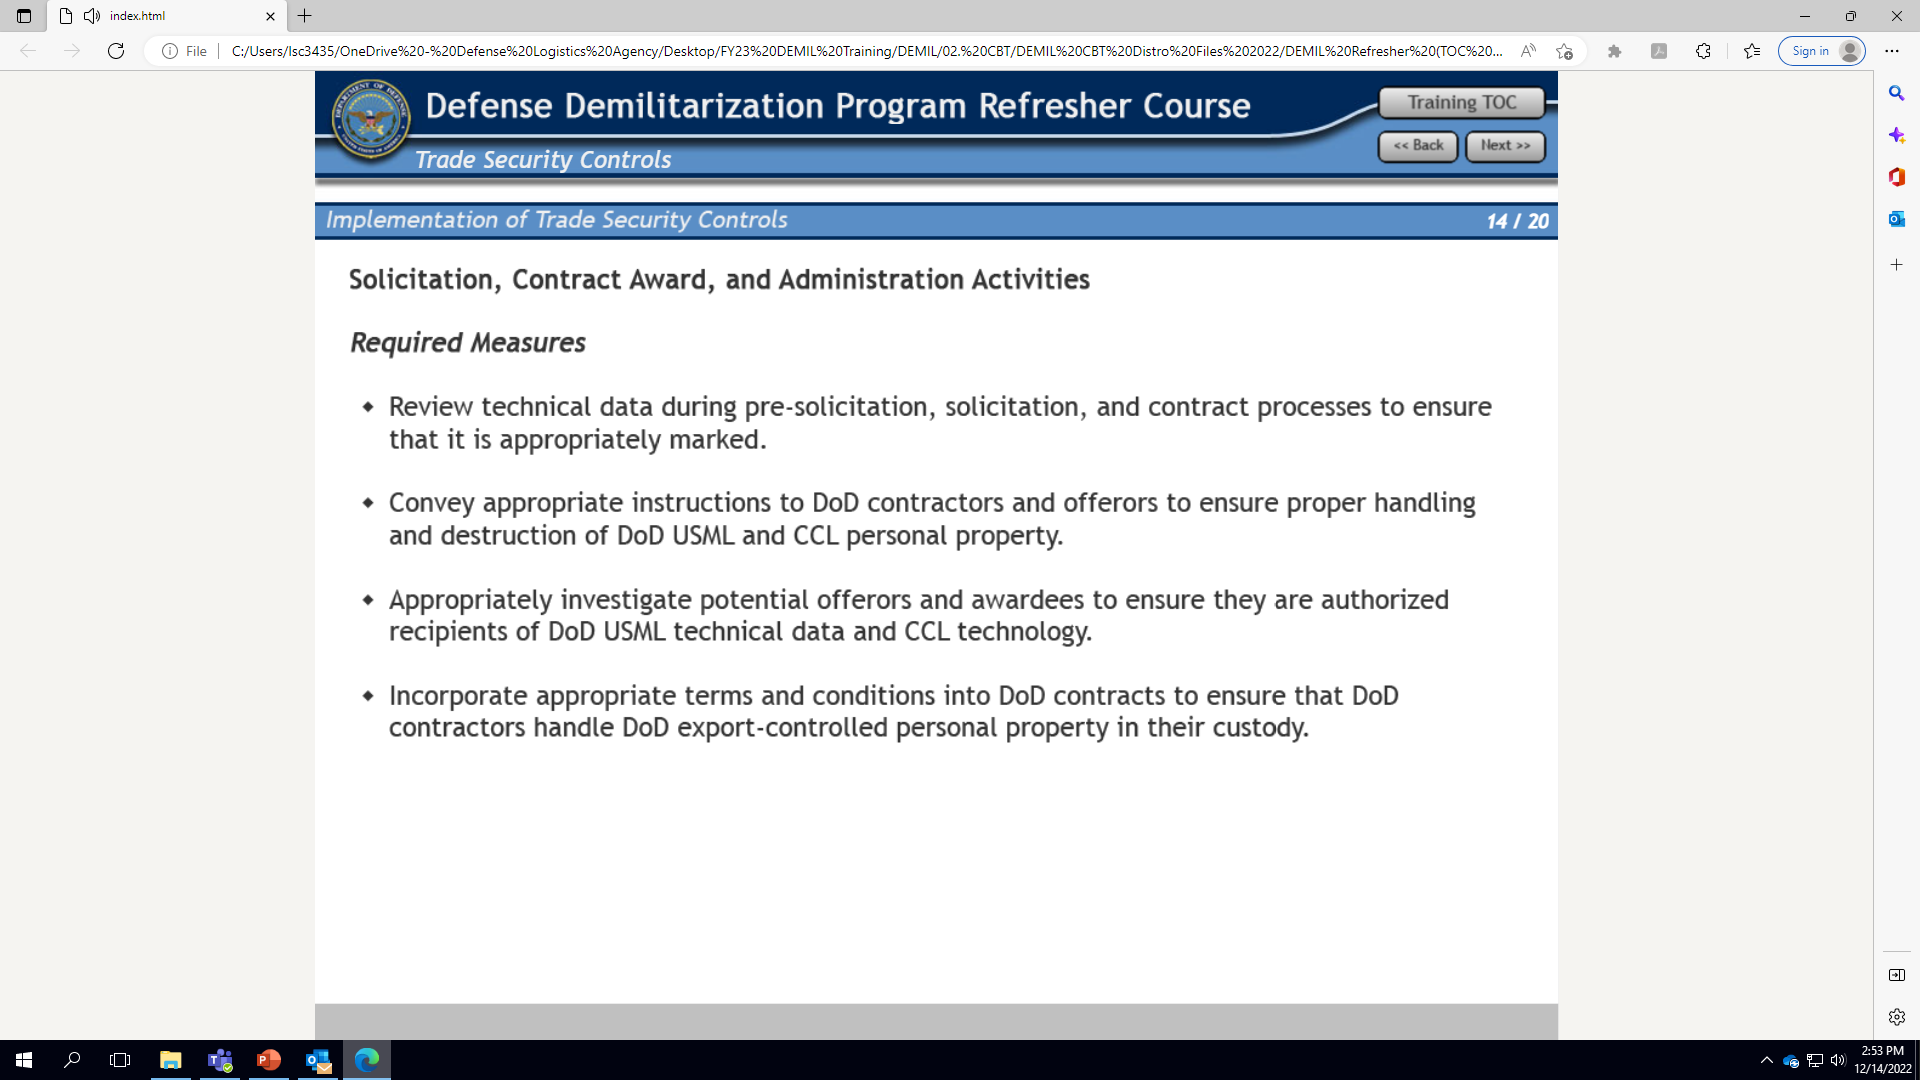 index.html
File
C:/Users/lsc3435/OneDrive%20-%20Defense%20Logistics%20Agency/Desktop/FY23%20DEMIL%20Training/DEMIL/02.%20CBT/DEMIL%20CBT%20Distro%20Files%202022/DEMIL%20Refresher%20(TOC%20...
Sign in
Defense Demilitarization Program Refresher Course
Training TOC
<< Back
Next >>
Trade Security Controls
Implementation of Trade Security Controls
14 / 20
Solicitation, Contract Award, and Administration Activities
Required Measures
◆ Review technical data during pre-solicitation, solicitation, and contract processes to ensure
that it is appropriately marked.
◆ Convey appropriate instructions to DoD contractors and offerors to ensure proper handling
and destruction of DoD USML and CCL personal property.
◆ Appropriately investigate potential offerors and awardees to ensure they are authorized
recipients of DoD USML technical data and CCL technology.
◆ Incorporate appropriate terms and conditions into DoD contracts to ensure that DoD
contractors handle DoD export-controlled personal property in their custody.
2:53 PM
12/14/2022